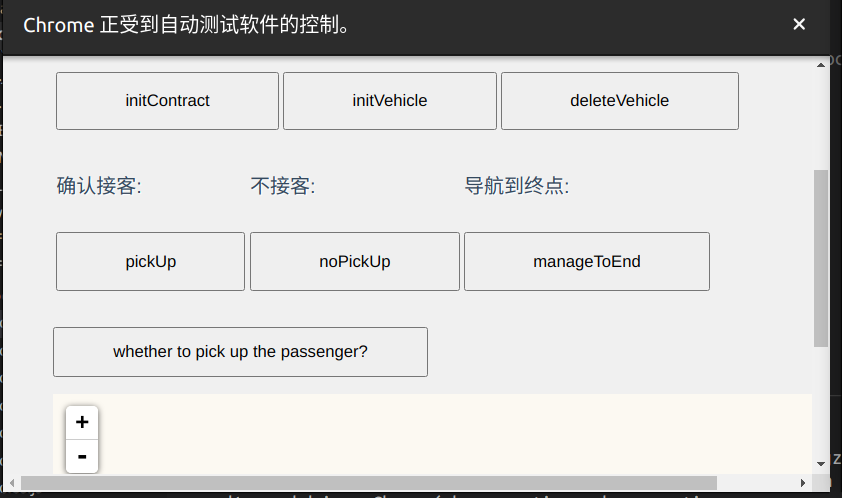 Chrome 正受到自动测试软件的控制。 ×
initContract initVehicle deleteVehicle
确认接客: 不接客: 导航到终点:
pickUp noPickUp manageToEnd
whether to pick up the passenger?
+
-